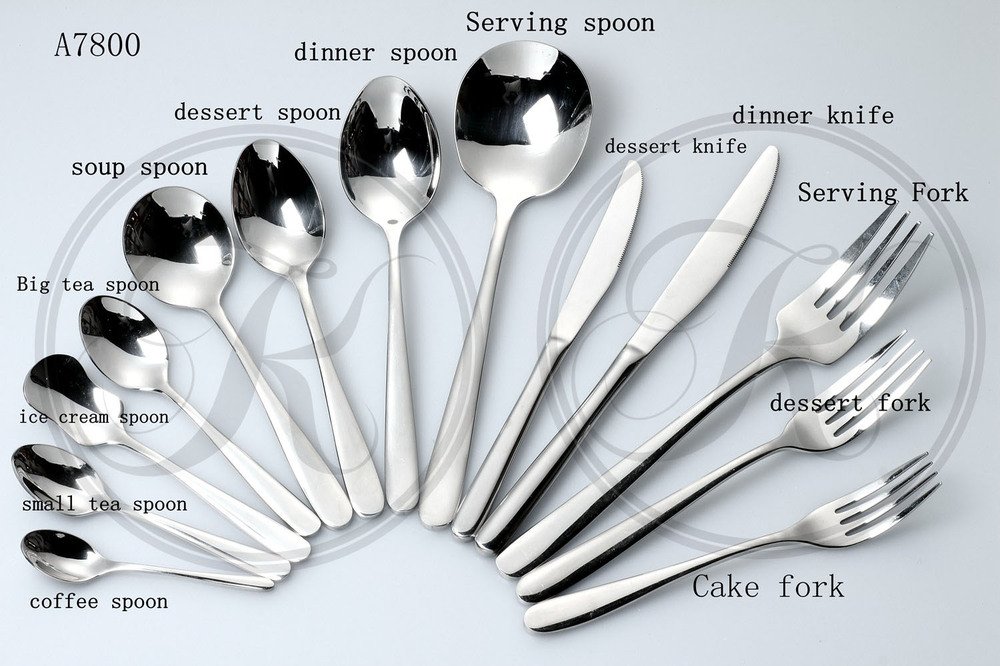 A7800
Serving spoon
dinner spoon
dessert spoon
dinner knife
dessert knife
soup spoon
Serving Fork
Big tea spoon
dessert fork
ice cream spoon
small tea spoon
Cake fork
coffee spoon
K
K